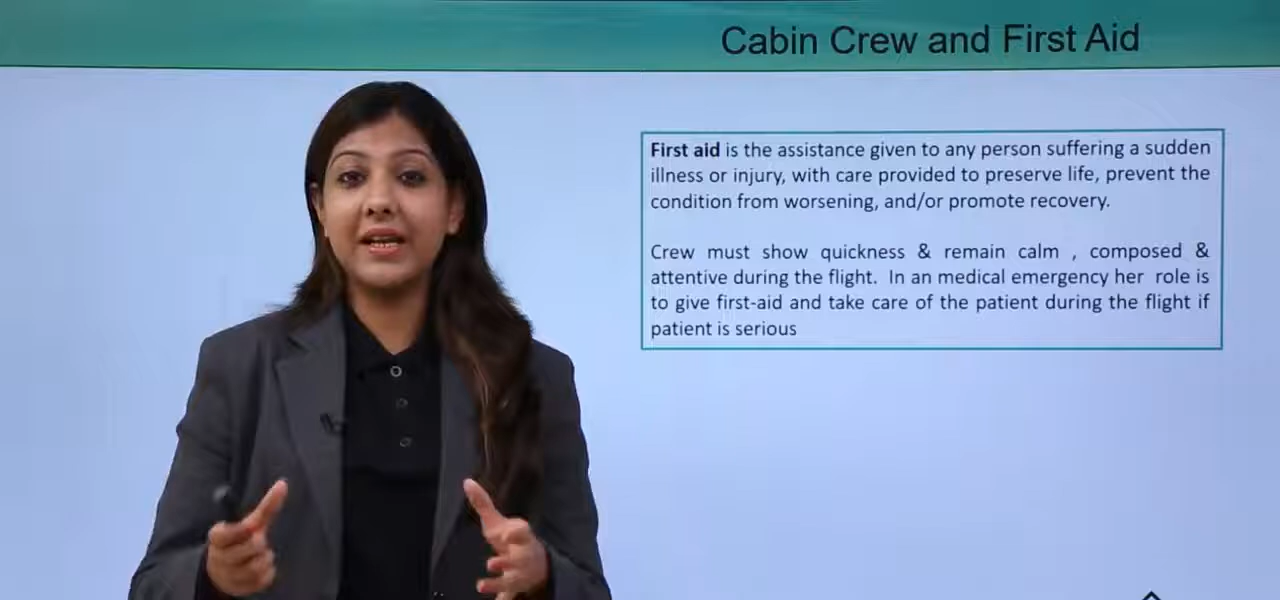 Cabin Crew and First Aid
First aid is the assistance given to any person suffering a sudden
illness or injury, with care provided to preserve life, prevent the
condition from worsening, and/or promote recovery.
Crew must show quickness & remain calm , composed &
attentive during the flight. In an medical emergency her role is
to give first-aid and take care of the patient during the flight if
patient is serious